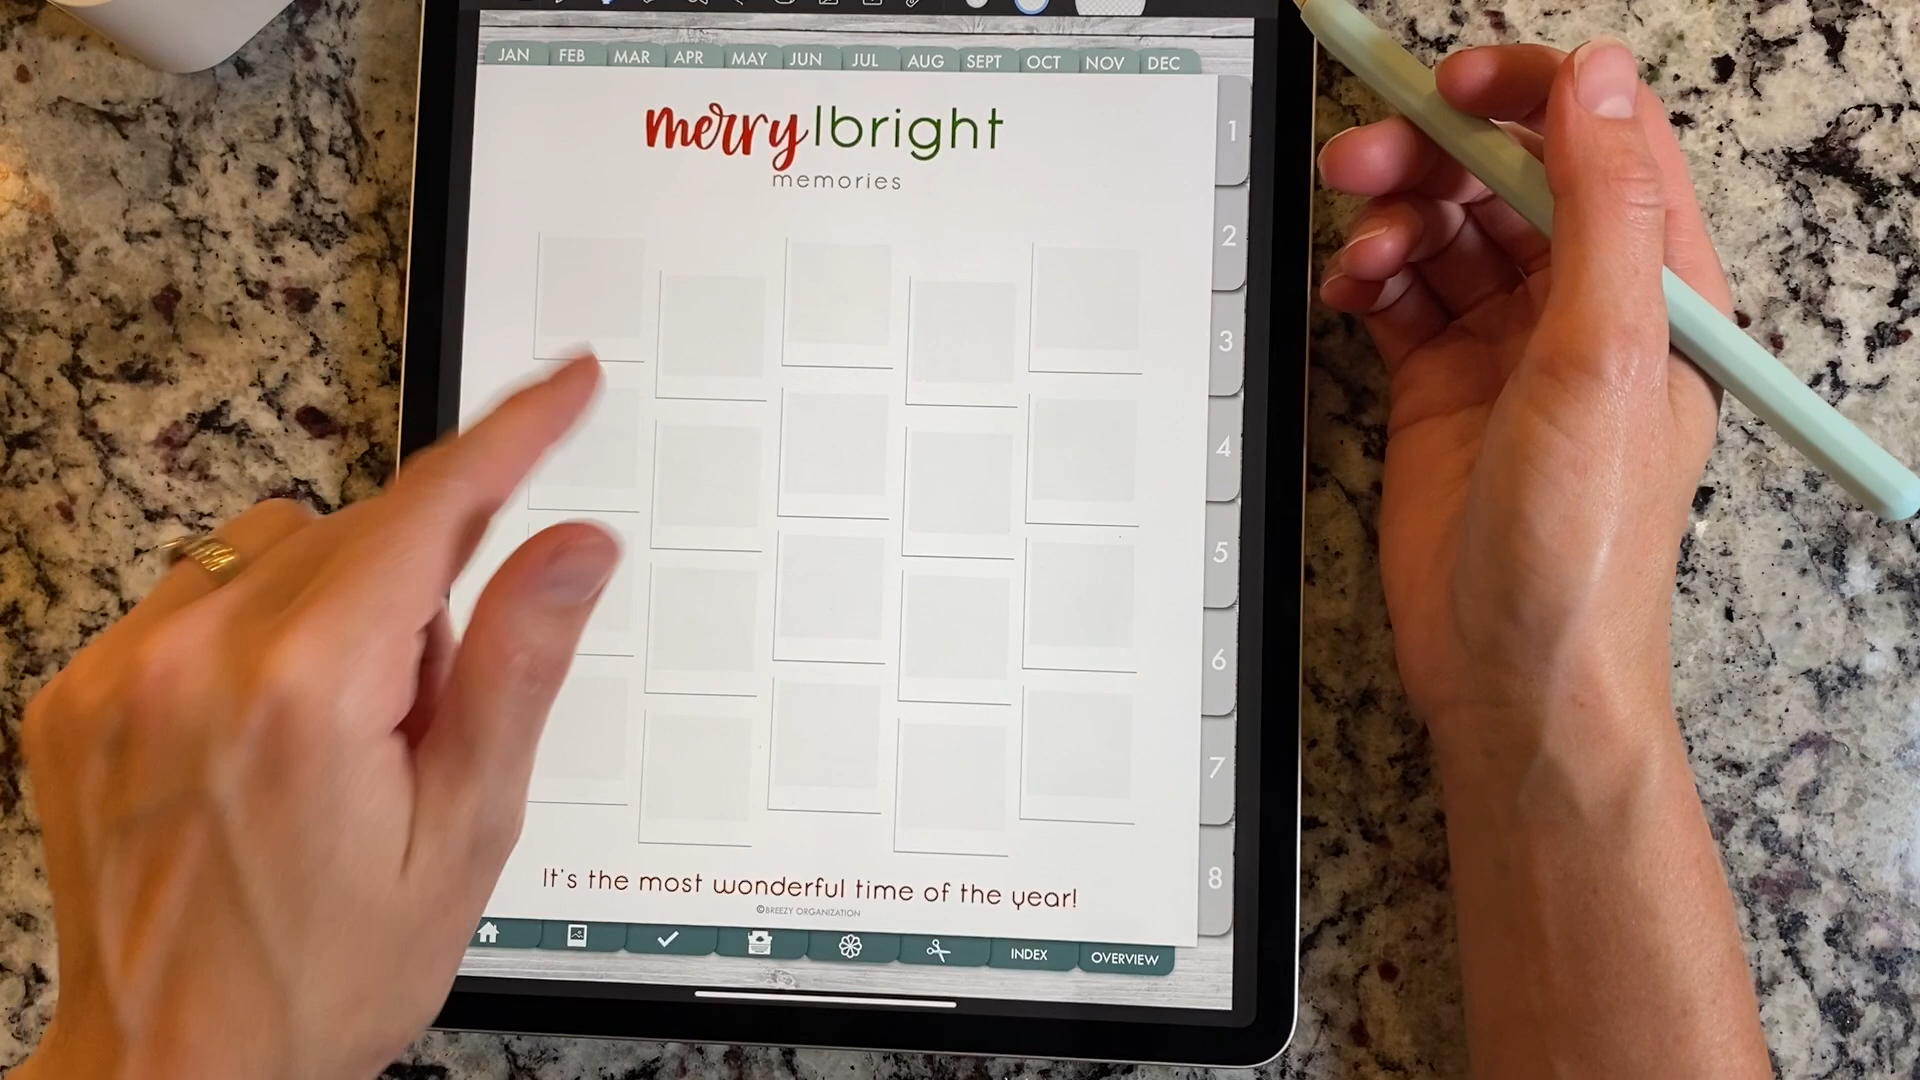 JAN FEB MAR APR MAY JUN JUL AUG SEPT OCT NOV DEC
merry | bright
memories
1
2
3
4
5
6
7
8
It's the most wonderful time of the year!
©BREEZY ORGANIZATION
INDEX OVERVIEW